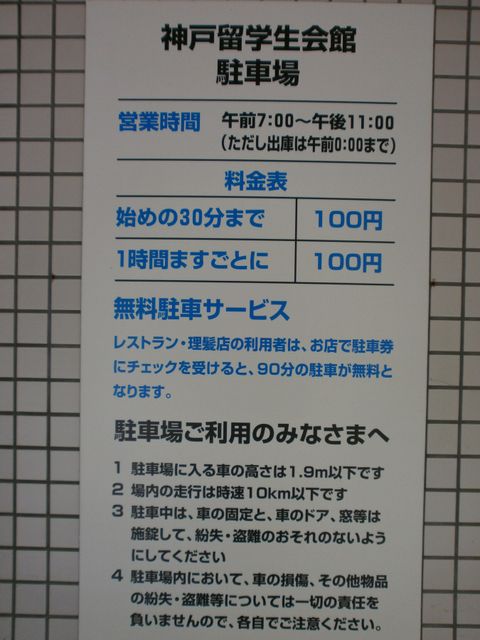 神戸留学生会館
駐車場
営業時間 午前7:00～午後11:00
(ただし出庫は午前0:00まで)
料金表
始めの30分まで 100円
1時間ますごとに 100円
無料駐車サービス
レストラン・理髪店の利用者は、お店で駐車券
にチェックを受けると、90分の駐車が無料と
なります。
駐車場ご利用のみなさまへ
1 駐車場に入る車の高さは1.9m以下です
2 場内の走行は時速10km以下です
3 駐車中は、車の固定と、車のドア、窓等は
施錠して、紛失・盗難のおそれのないよう
にしてください
4 駐車場内において、車の損傷、その他物品
の紛失・盗難等については一切の責任を
負いませんので、各自でご注意ください。